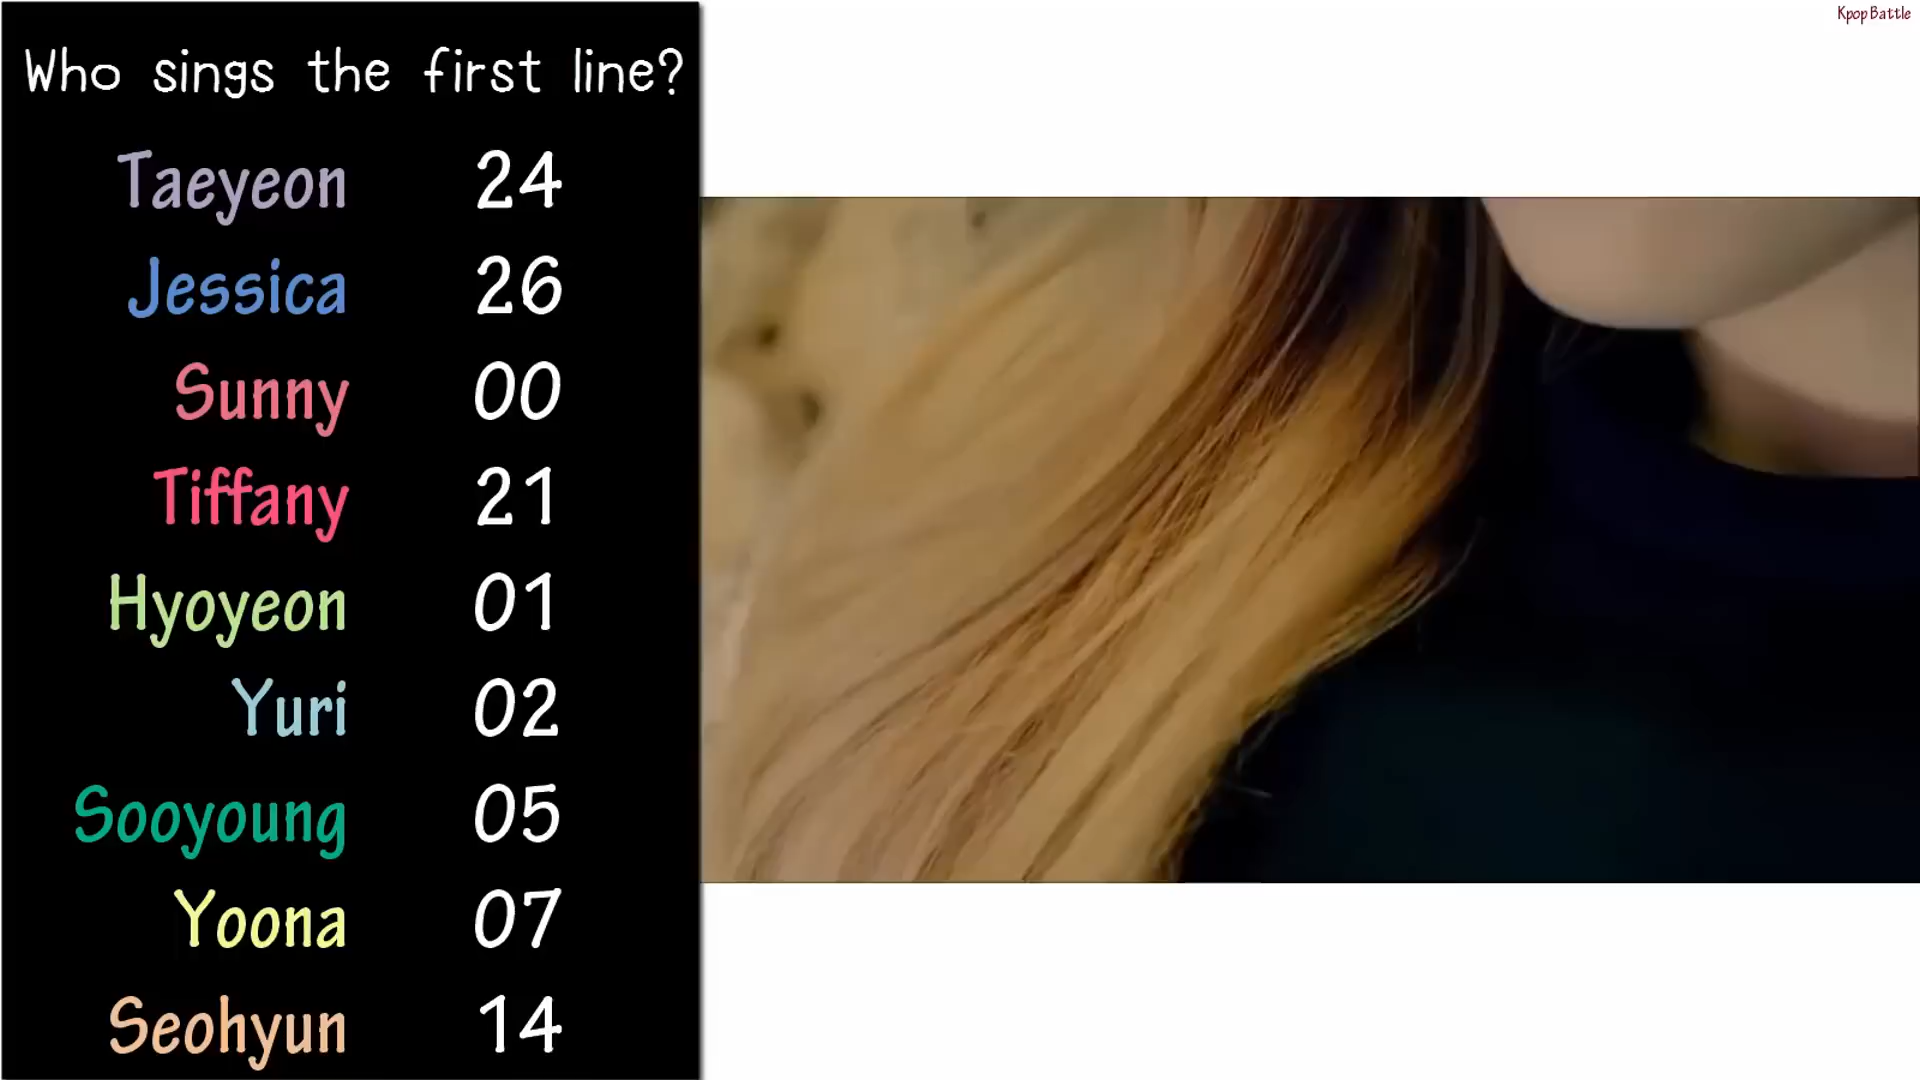 Kpop Battle
Who sings the first line?
Taeyeon 24
Jessica 26
Sunny 00
Tiffany 21
Hyoyeon 01
Yuri 02
Sooyoung 05
Yoona 07
Seohyun 14